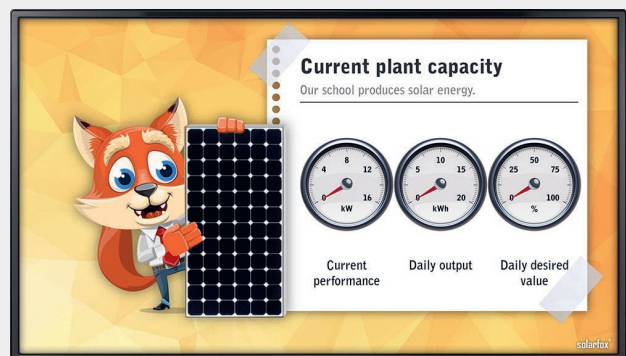 Current plant capacity
Our school produces solar energy.
0 4 8 12 16
kW
0 5 10 15 20
kWh
0 25 50 75 100
%
Current
performance
Daily output
Daily desired
value
solarfox